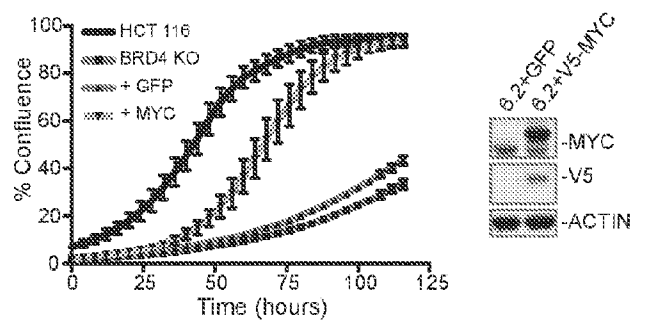 HCT 116
BRD4 KO
+ GFP
+ MYC
% Confluence
100
80
60
40
20
0
0 25 50 75 100 125
Time (hours)
6.2+GFP
6.2+V5-MYC
-MYC
-V5
-ACTIN